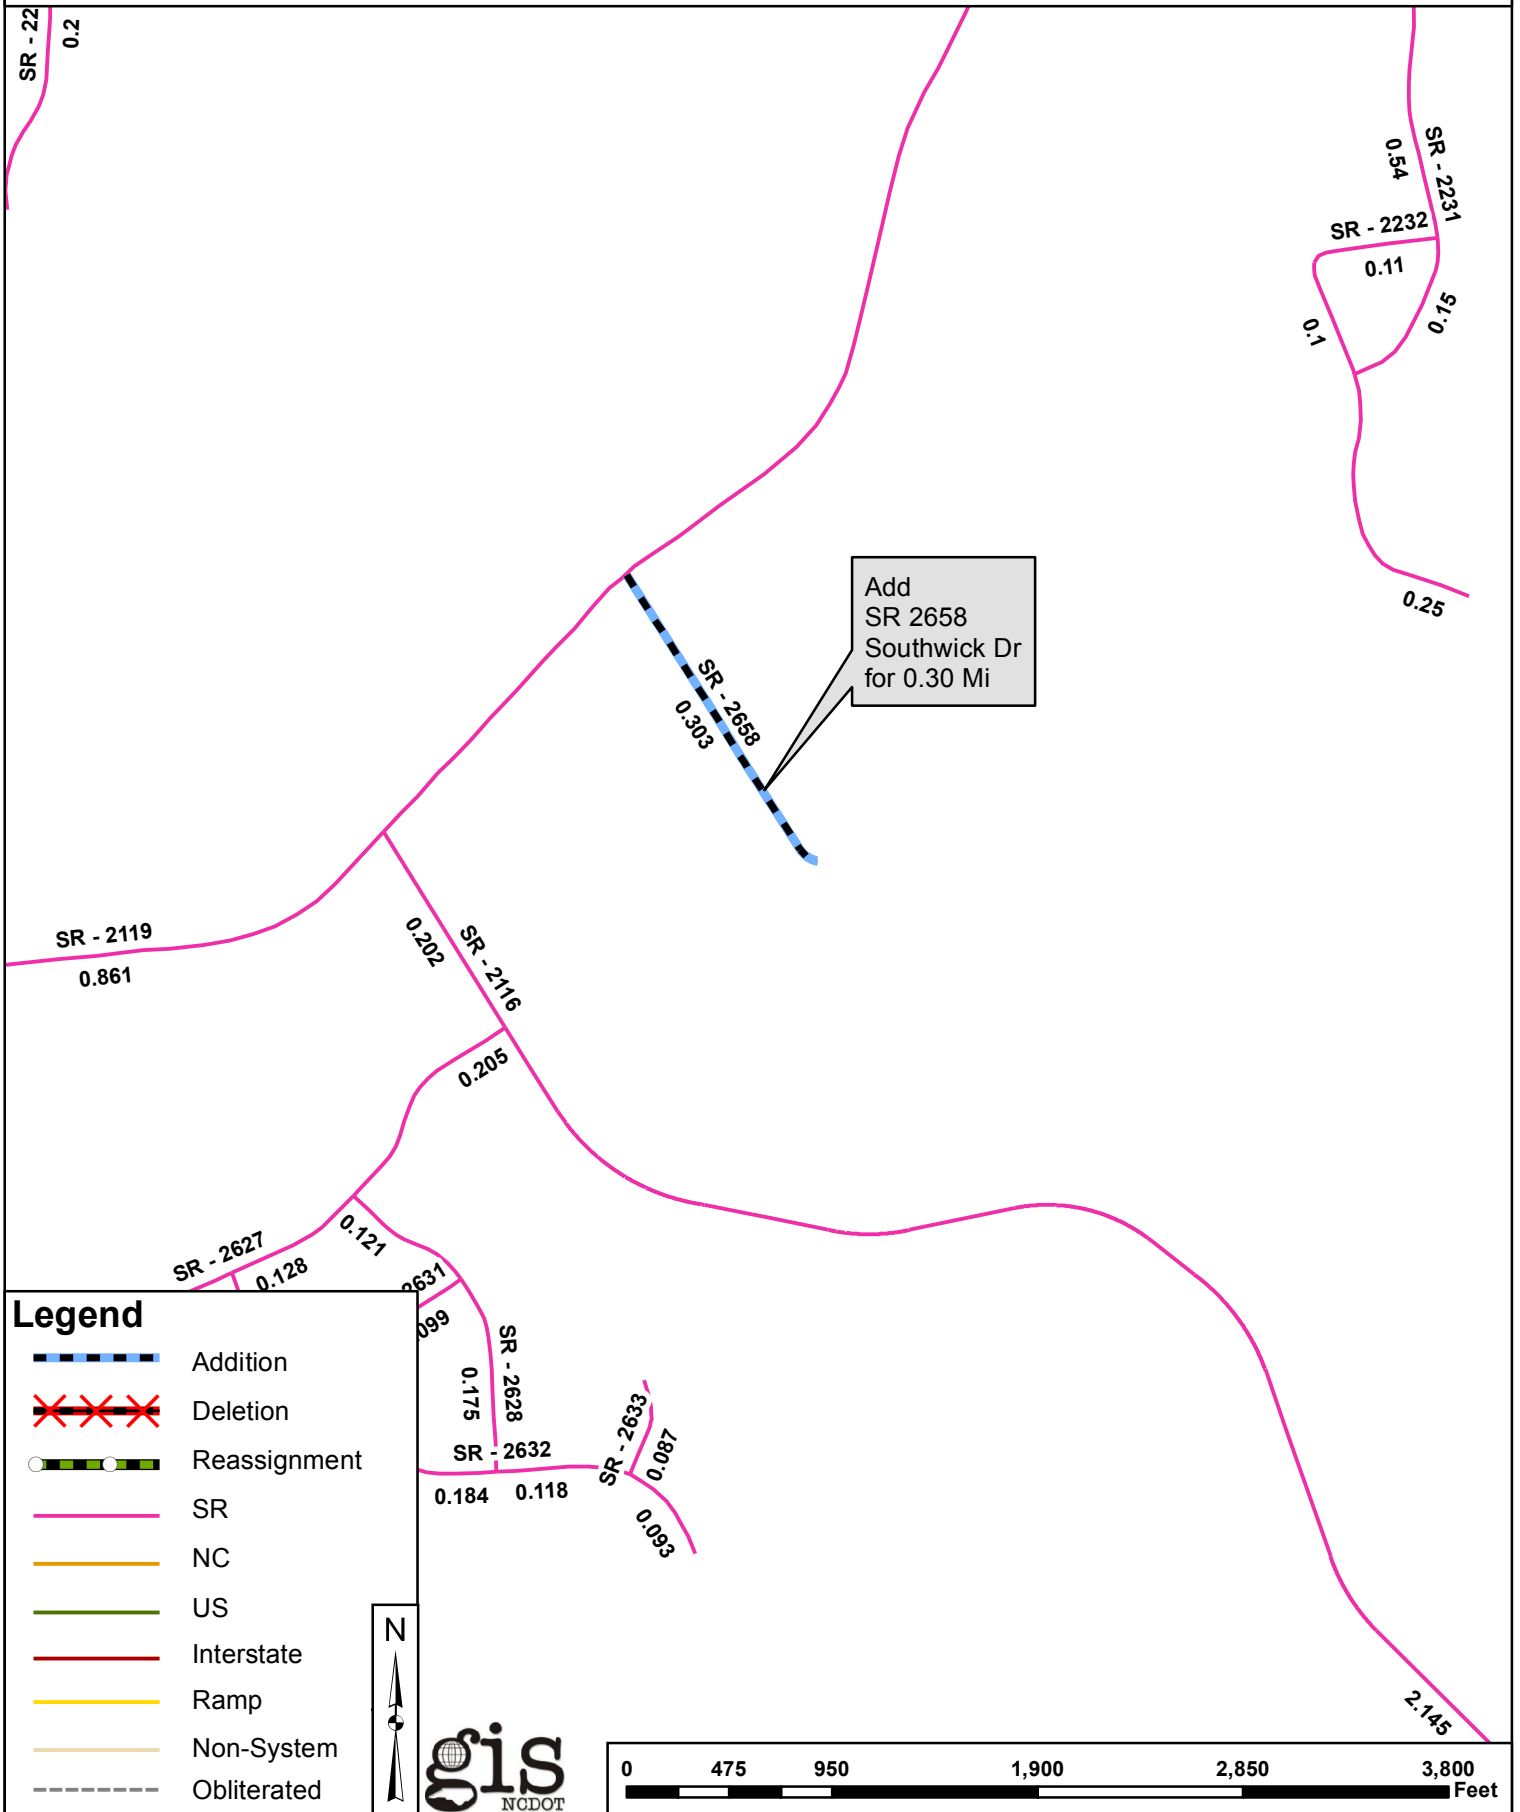 SR - 22
0.2
0.54
SR - 2231
SR - 2232
0.11
0.15
0.1
0.25
Add
SR 2658
Southwick Dr
for 0.30 Mi
SR - 2658
0.303
SR - 2119
0.861
0.202
SR - 2116
0.205
SR - 2627
0.128
0.121
2631
099
SR - 2628
0.175
SR - 2632
0.184
0.118
SR - 2633
0.087
0.093
2.145
Legend
Addition
Deletion
Reassignment
SR
NC
US
Interstate
Ramp
Non-System
Obliterated
N
gis
NCDOT
0 475 950 1,900 2,850 3,800
Feet